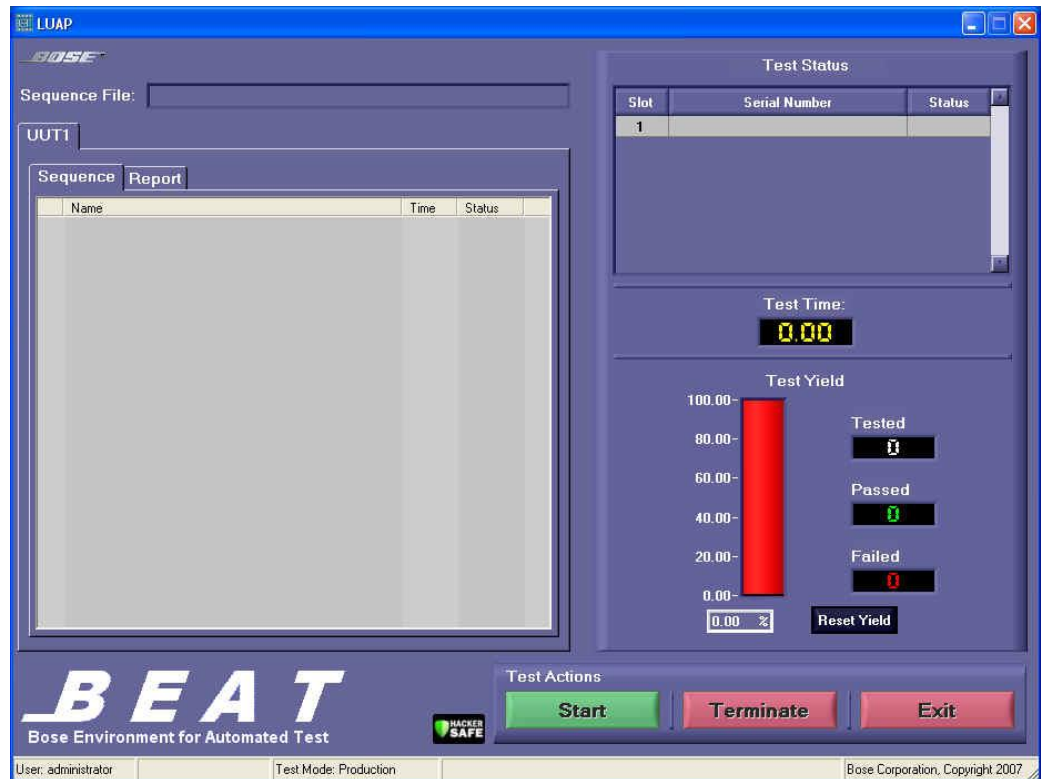 LUAP
BOSE
Sequence File:
UUT1
Sequence Report
Name Time Status
Test Status
Slot Serial Number Status
1
Test Time:
0.00
Test Yield
100.00
80.00
60.00
40.00
20.00
0.00
0.00 %
Tested
0
Passed
0
Failed
0
Reset Yield
BEAT
Bose Environment for Automated Test
HACKER
SAFE
Test Actions
Start Terminate Exit
User: administrator Test Mode: Production Bose Corporation, Copyright 2007